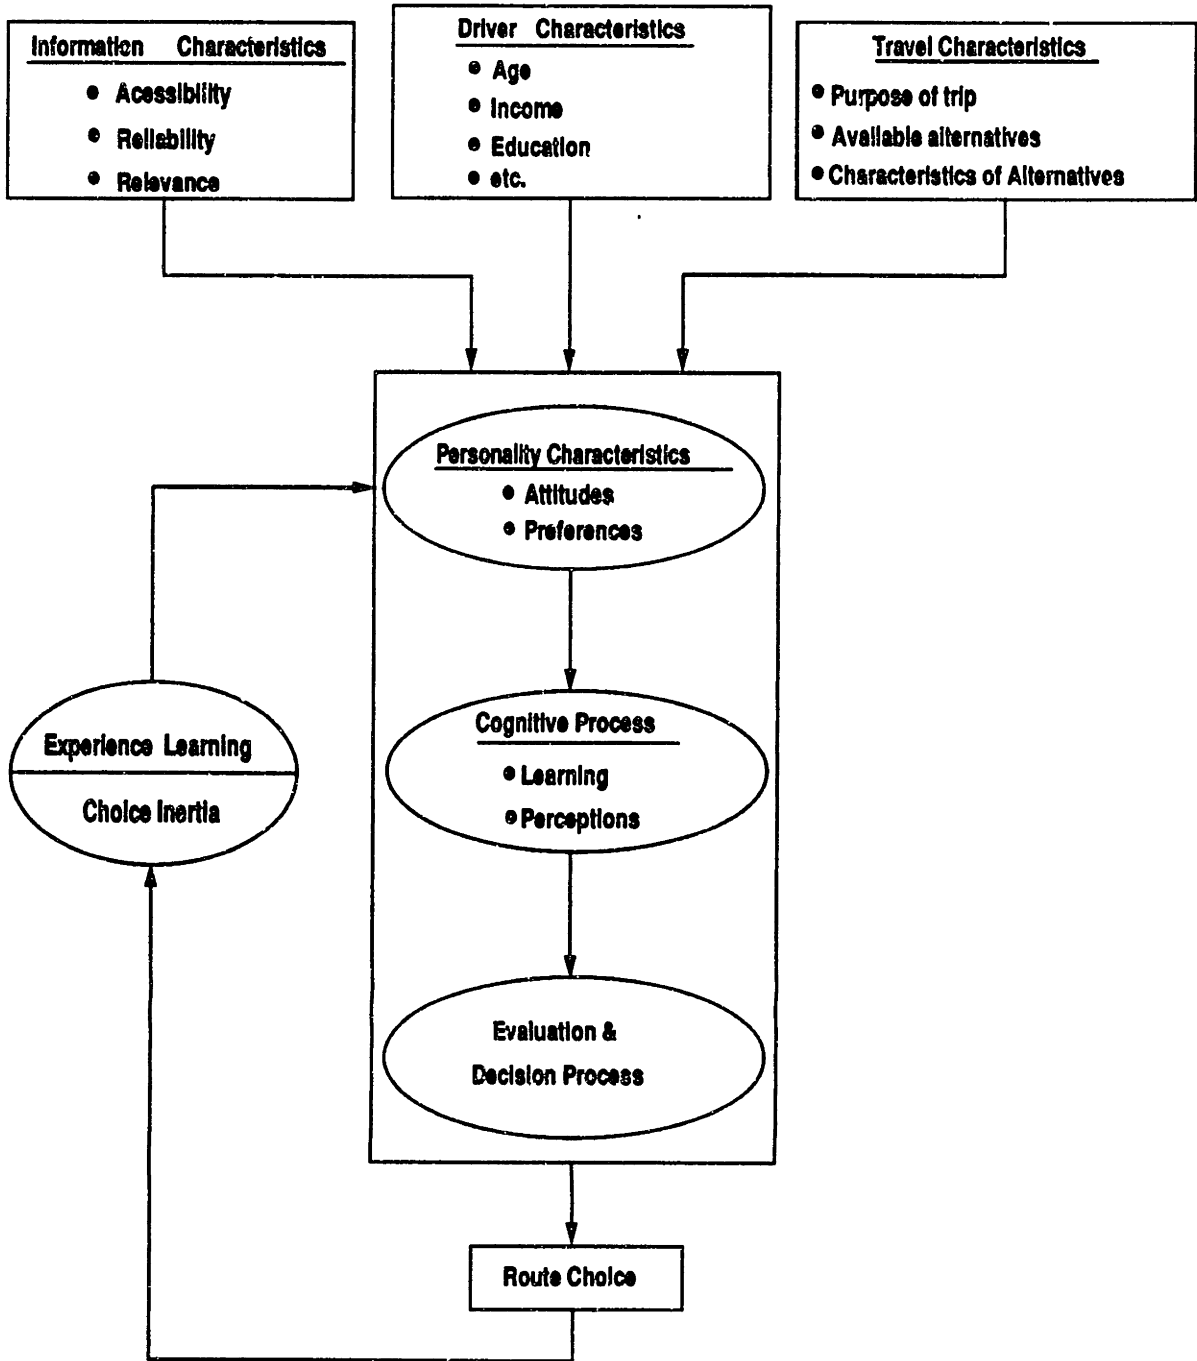 Information Characteristics
• Acessibility
• Reliability
• Relevance
Driver Characteristics
• Age
• Income
• Education
• etc.
Travel Characteristics
• Purpose of trip
• Available alternatives
• Characteristics of Alternatives
Personality Characteristics
• Attitudes
• Preferences
Cognitive Process
• Learning
• Perceptions
Experience Learning
Choice Inertia
Evaluation &
Decision Process
Route Choice